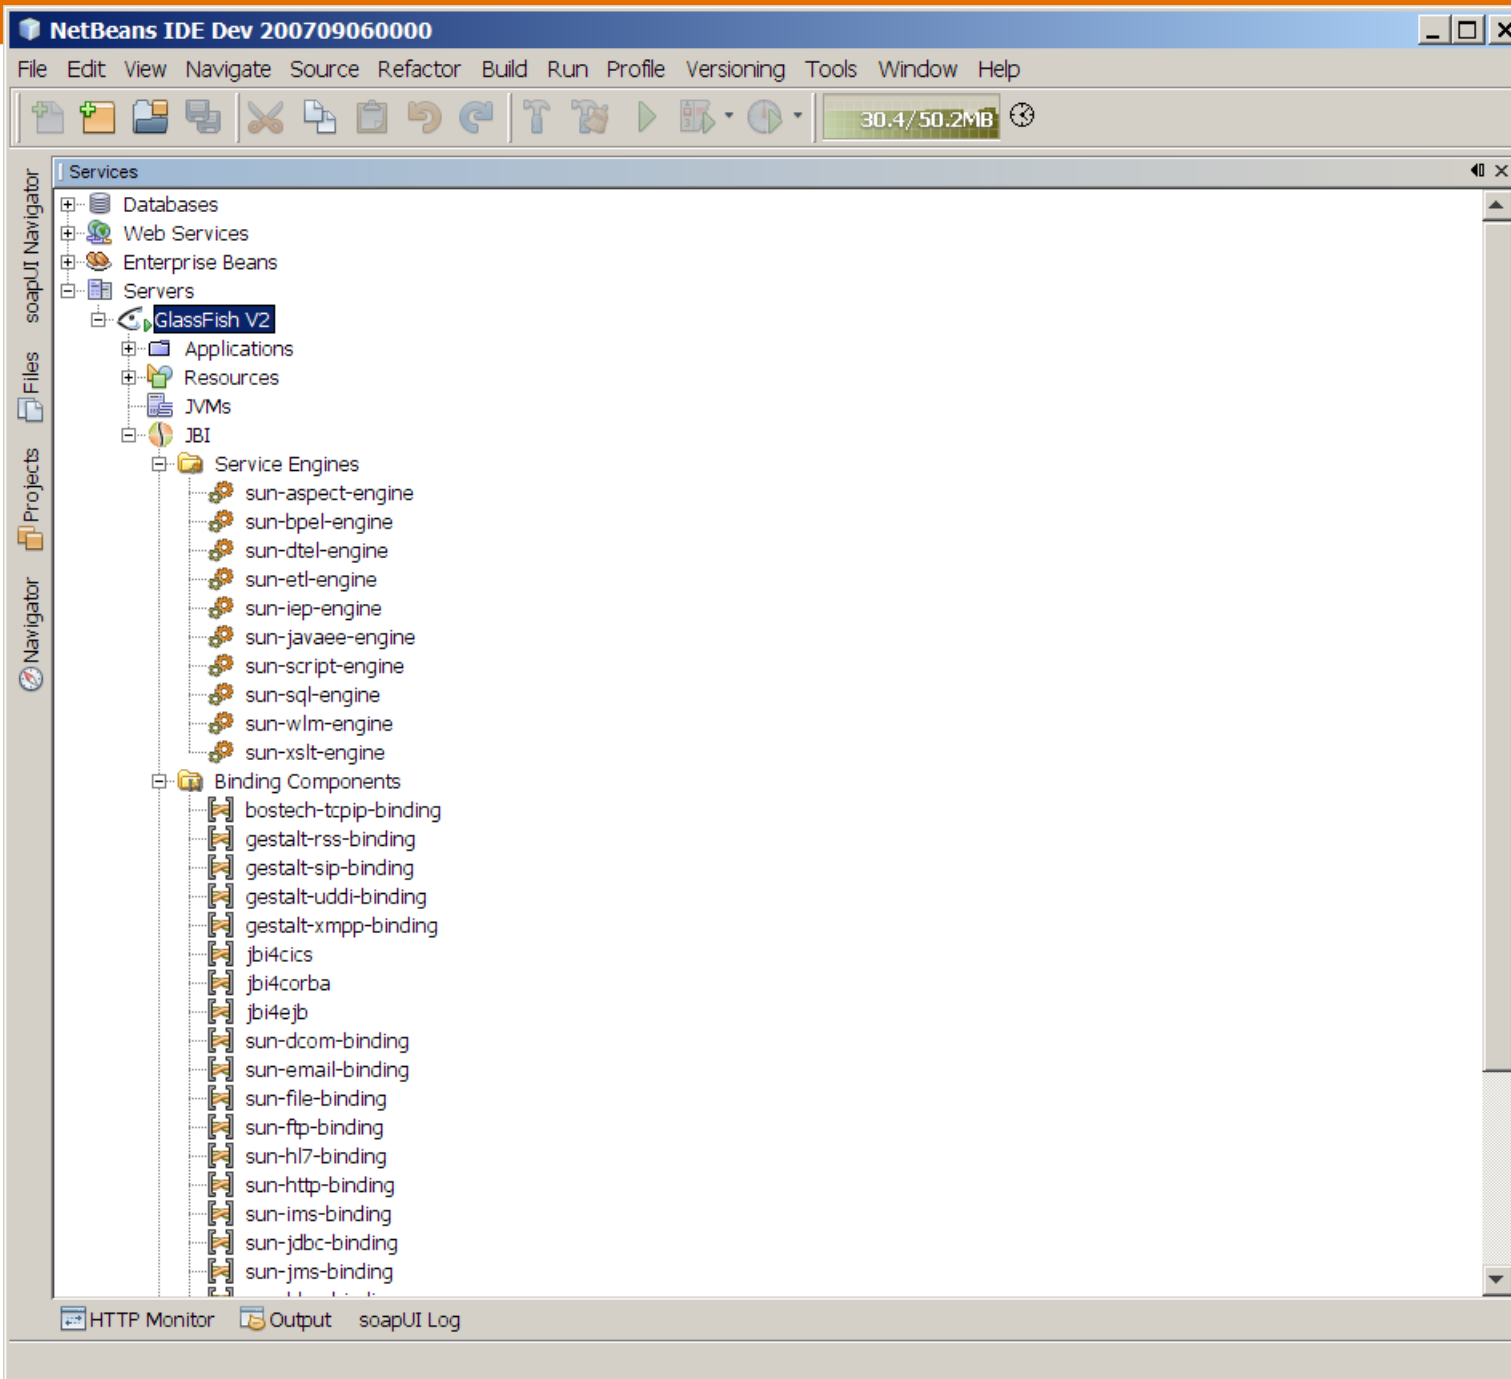 NetBeans IDE Dev 200709060000
File Edit View Navigate Source Refactor Build Run Profile Versioning Tools Window Help
30.4/50.2MB
soapUI Navigator
Files
Projects
Navigator
Services
Databases
Web Services
Enterprise Beans
Servers
GlassFish V2
Applications
Resources
JVMs
JBI
Service Engines
sun-aspect-engine
sun-bpel-engine
sun-dtel-engine
sun-etl-engine
sun-iep-engine
sun-javaee-engine
sun-script-engine
sun-sql-engine
sun-wlm-engine
sun-xslt-engine
Binding Components
bostech-tcpip-binding
gestalt-rss-binding
gestalt-sip-binding
gestalt-uddi-binding
gestalt-xmpp-binding
jbi4cics
jbi4corba
jbi4ejb
sun-dcom-binding
sun-email-binding
sun-file-binding
sun-ftp-binding
sun-hl7-binding
sun-http-binding
sun-ims-binding
sun-jdbc-binding
sun-jms-binding
HTTP Monitor Output soapUI Log